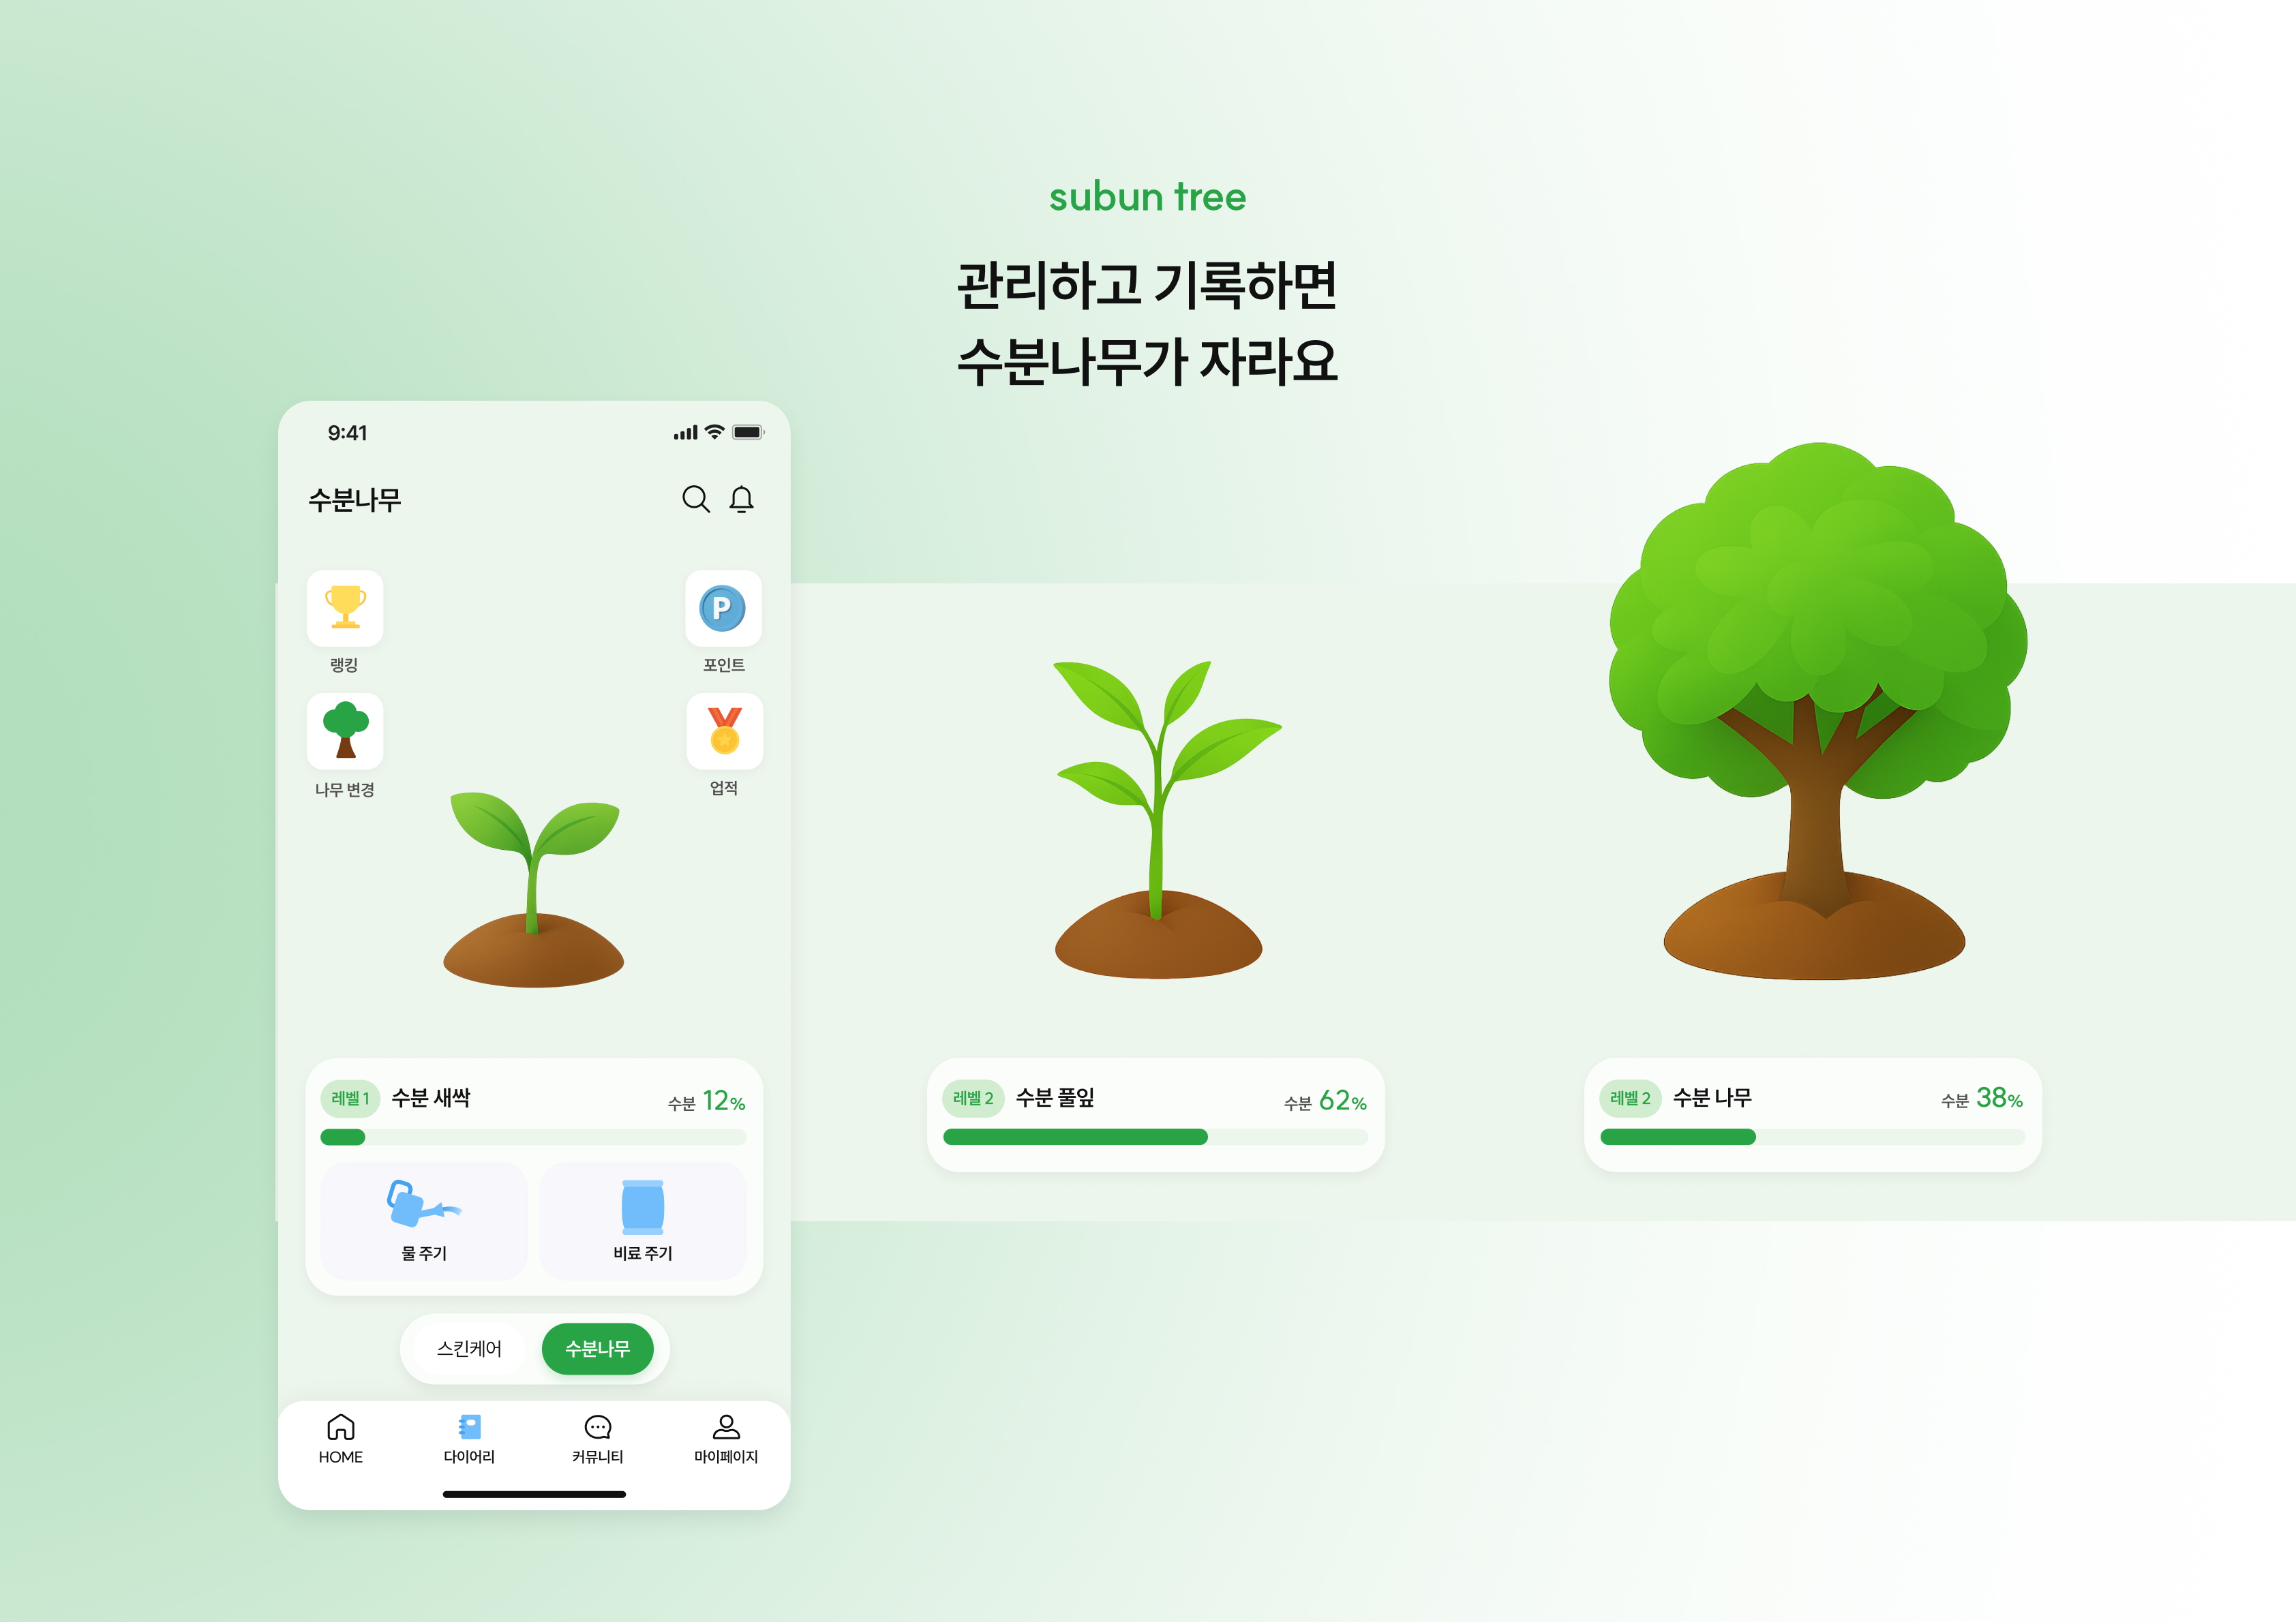 subun tree
관리하고 기록하면
수분나무가 자라요
9:41
수분나무
랭킹
P
포인트
나무 변경
업적
레벨 1 수분 새싹 수분 12%
물 주기
비료 주기
스킨케어
수분나무
HOME
다이어리
커뮤니티
마이페이지
레벨 2 수분 풀잎 수분 62%
레벨 2 수분 나무 수분 38%